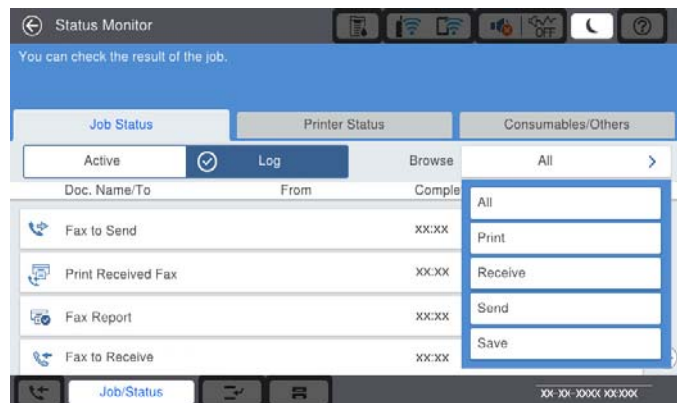 Status Monitor
OFF
You can check the result of the job.
Job Status
Printer Status
Consumables/Others
Active
Log
Browse
All
Doc. Name/To
From
Comple
All
Fax to Send
XX:XX
Print
Print Received Fax
XX:XX
Receive
Fax Report
XX:XX
Send
Fax to Receive
XX:XX
Save
Job/Status
XX-XX-XXXX XX:XXX